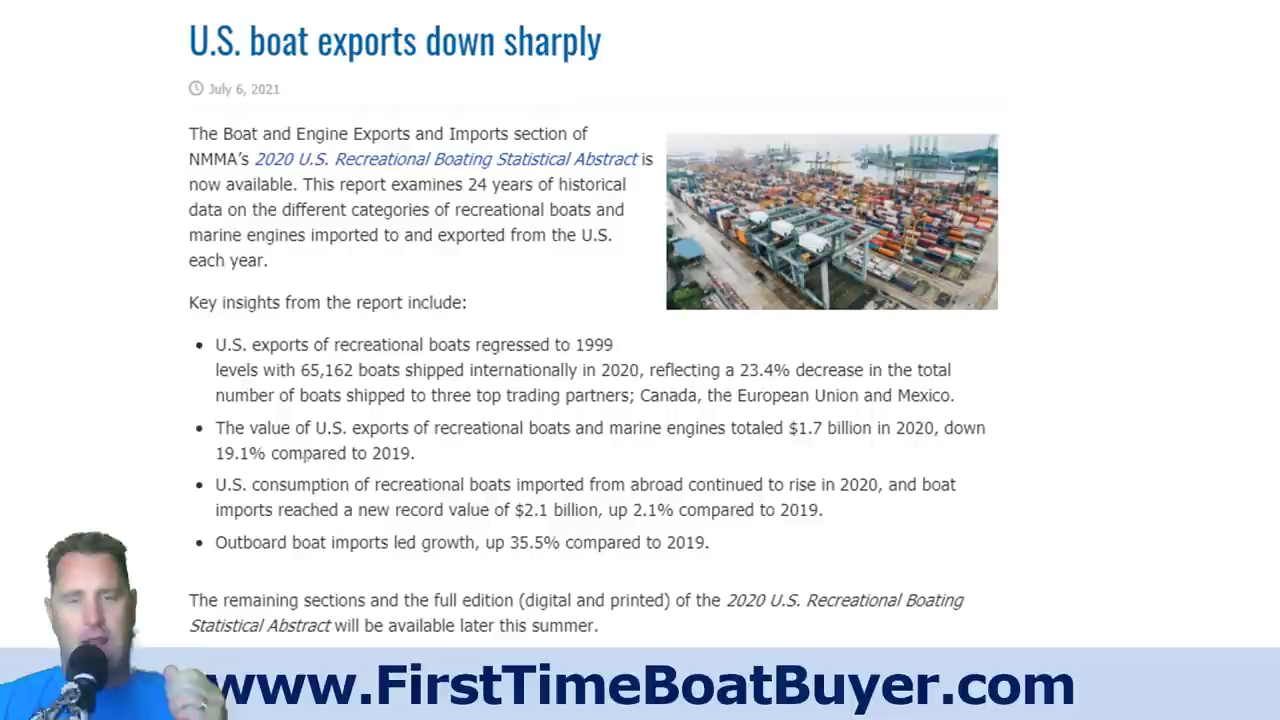 U.S. boat exports down sharply
July 6, 2021
The Boat and Engine Exports and Imports section of
NMMA’s 2020 U.S. Recreational Boating Statistical Abstract is
now available. This report examines 24 years of historical
data on the different categories of recreational boats and
marine engines imported to and exported from the U.S.
each year.
Key insights from the report include:
• U.S. exports of recreational boats regressed to 1999
levels with 65,162 boats shipped internationally in 2020, reflecting a 23.4% decrease in the total
number of boats shipped to three top trading partners; Canada, the European Union and Mexico.
• The value of U.S. exports of recreational boats and marine engines totaled $1.7 billion in 2020, down
19.1% compared to 2019.
• U.S. consumption of recreational boats imported from abroad continued to rise in 2020, and boat
imports reached a new record value of $2.1 billion, up 2.1% compared to 2019.
• Outboard boat imports led growth, up 35.5% compared to 2019.
The remaining sections and the full edition (digital and printed) of the 2020 U.S. Recreational Boating
Statistical Abstract will be available later this summer.
www.FirstTimeBoatBuyer.com